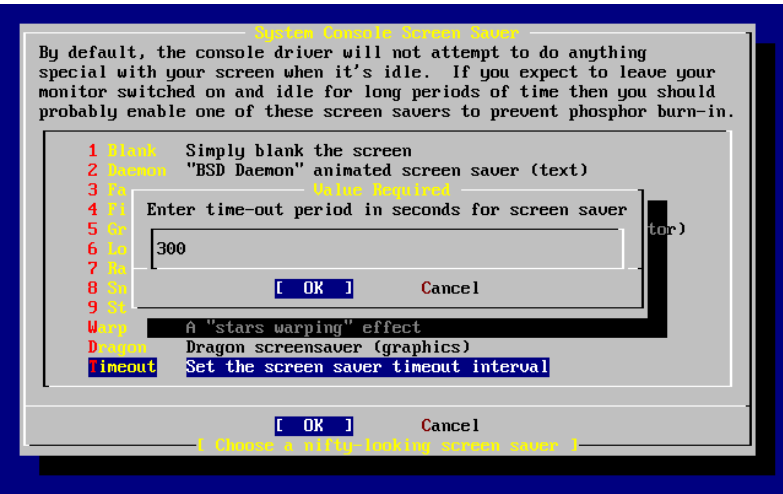 System Console Screen Saver
By default, the console driver will not attempt to do anything
special with your screen when it's idle.  If you expect to leave your
monitor switched on and idle for long periods of time then you should
probably enable one of these screen savers to prevent phosphor burn-in.
1 Blank Simply blank the screen
2 Daemon "BSD Daemon" animated screen saver (text)
3 Fa
Value Required
4 Fi
Enter time-out period in seconds for screen saver
5 Gr tor)
6 Lo
300
7 Ra
8 Sn
[ OK ] Cancel
9 St
Warp A "stars warping" effect
Dragon Dragon screensaver (graphics)
Timeout Set the screen saver timeout interval
[ OK ] Cancel
[ Choose a nifty-looking screen saver ]